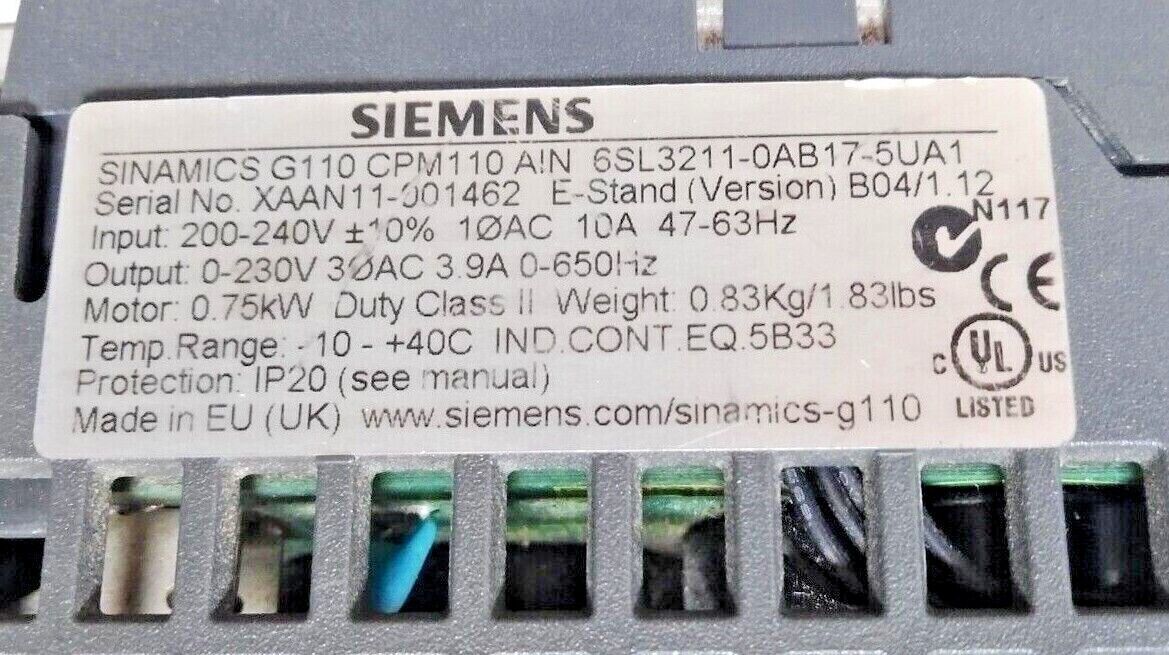 SIEMENS
SINAMICS G110 CPM110 AIN 6SL3211-0AB17-5UA1
Serial No. XAAN11-001462 E-Stand (Version) B04/1.12
Input: 200-240V ±10% 1ØAC 10A 47-63Hz
N117
Output: 0-230V 3ØAC 3.9A 0-650Hz
CE
Motor: 0.75kW Duty Class II Weight: 0.83Kg/1.83lbs
Temp.Range: -10 - +40C IND.CONT.EQ.5B33
C UL US
Protection: IP20 (see manual)
Made in EU (UK) www.siemens.com/sinamics-g110
LISTED